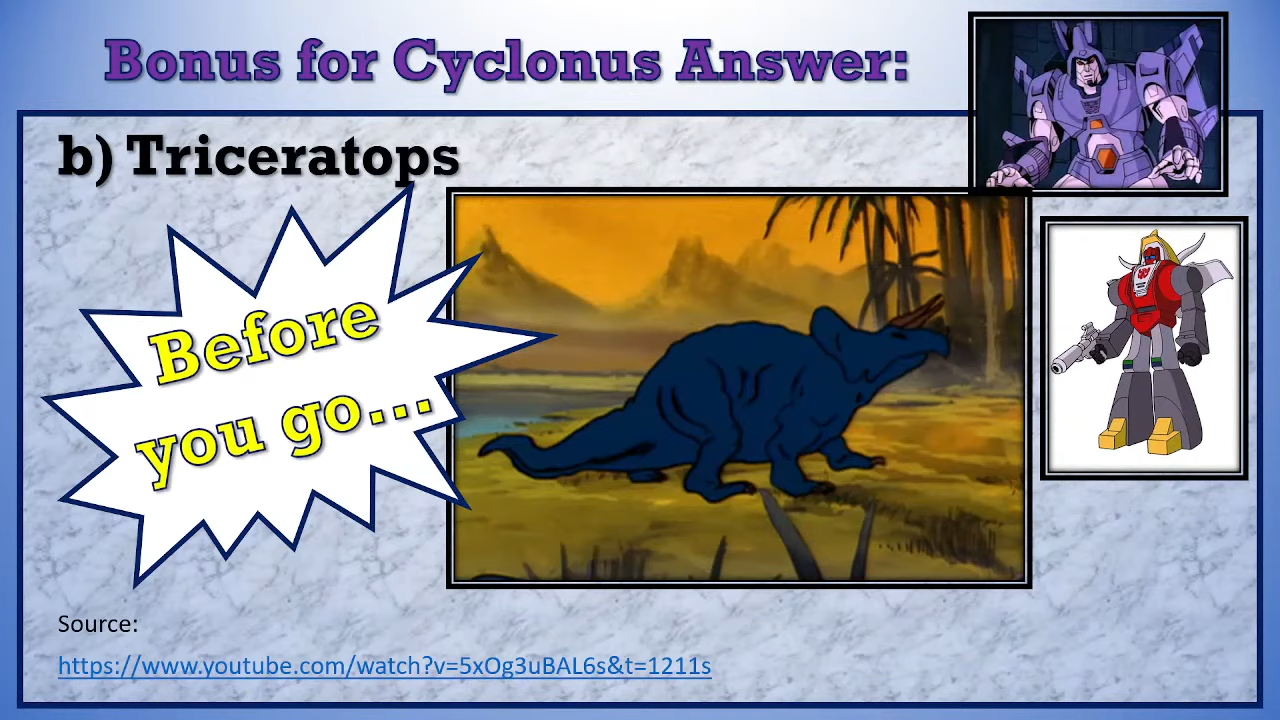 Bonus for Cyclonus Answer:
b) Triceratops
Before
you go...
Source:
https://www.youtube.com/watch?v=5xOg3uBAL6s&t=1211s